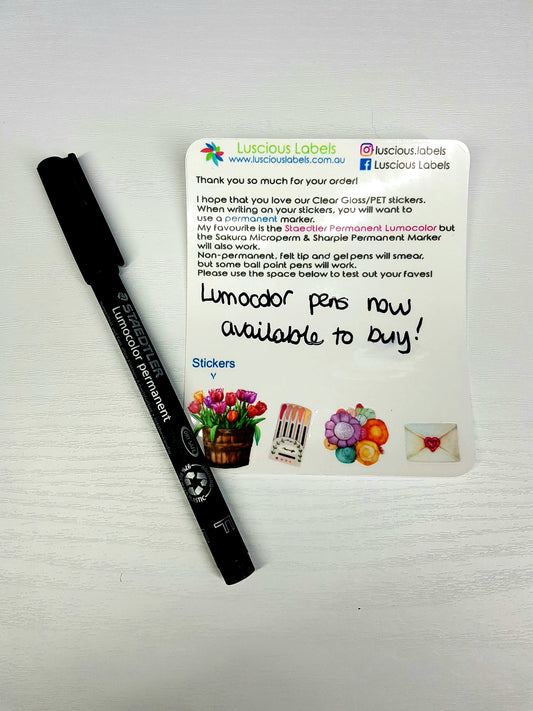 Luscious Labels
www.lusciouslabels.com.au
luscious.labels
Luscious Labels
Thank you so much for your order!
I hope that you love our Clear Gloss/PET stickers.
When writing on your stickers, you will want to
use a permanent marker.
My favourite is the Staedtler Permanent Lumocolor but
the Sakura Microperm & Sharpie Permanent Marker
will also work.
Non-permanent, felt tip and gel pens will smear,
but some ball point pens will work.
Please use the space below to test out your faves!
Lumocolor pens now
available to buy!
Stickers
STAEDTLER
Lumocolor permanent
F